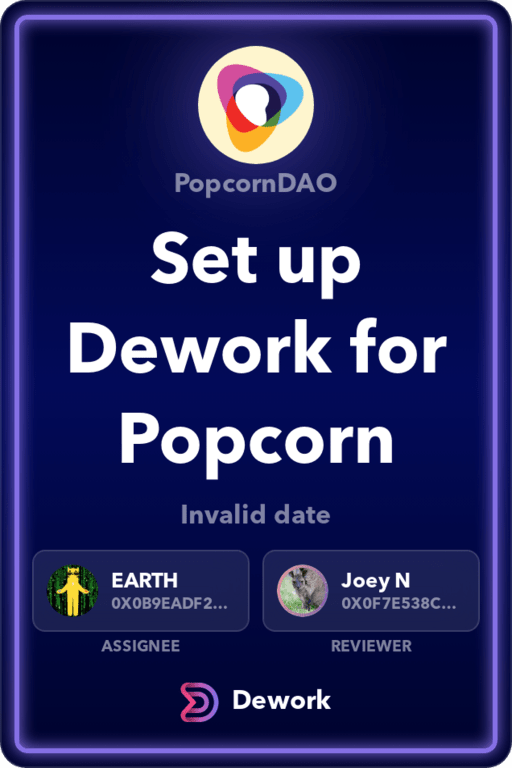 PopcornDAO
Set up
Dework for
Popcorn
Invalid date
EARTH
0X0B9EADF2...
ASSIGNEE
Joey N
0X0F7E538C...
REVIEWER
Dework